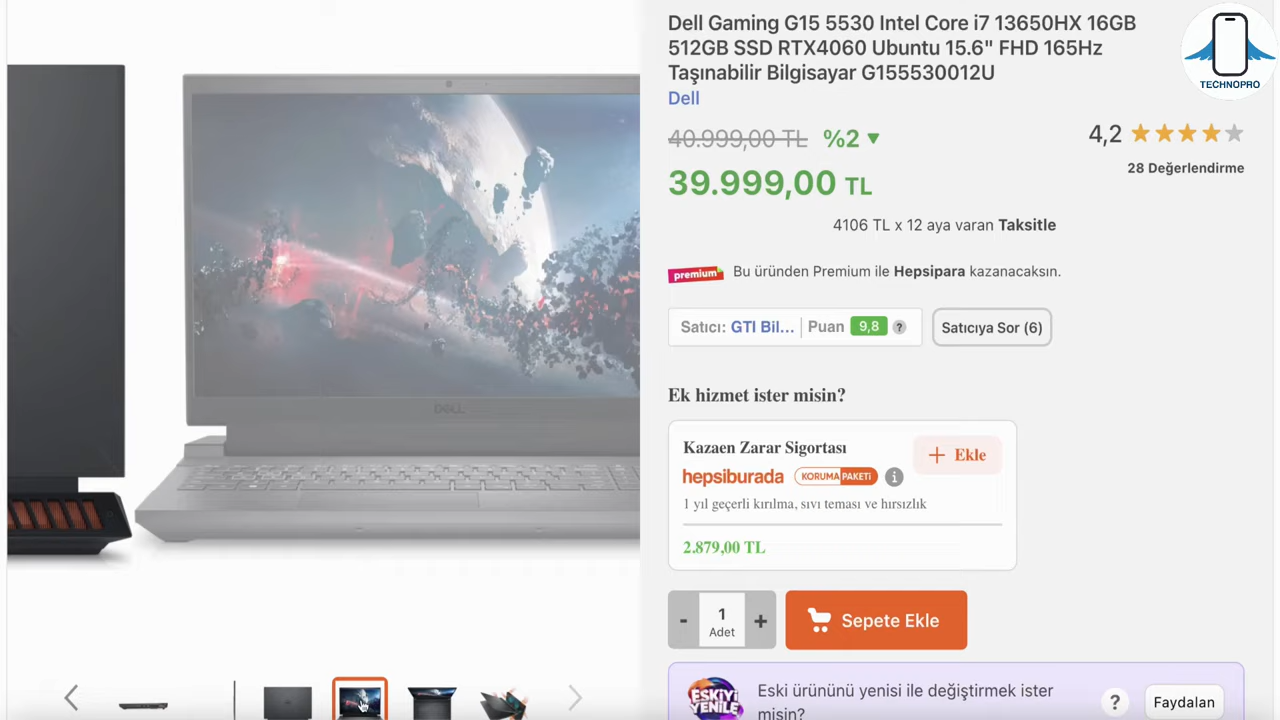 Dell Gaming G15 5530 Intel Core i7 13650HX 16GB
512GB SSD RTX4060 Ubuntu 15.6" FHD 165Hz
Taşınabilir Bilgisayar G155530012U
TECHNOPRO
Dell
40.999,00 TL %2
4,2
39.999,00 TL
28 Değerlendirme
4106 TL x 12 aya varan Taksitle
premium Bu üründen Premium ile Hepsipara kazanacaksın.
Satıcı: GTI Bil... Puan 9,8 ? Satıcıya Sor (6)
Ek hizmet ister misin?
Kazaen Zarar Sigortası
+ Ekle
hepsiburada KORUMA PAKETİ i
1 yıl geçerli kırılma, sıvı teması ve hırsızlık
2.879,00 TL
- 1 +
Adet
Sepete Ekle
ESKİYİ
YENİLE
Eski ürününü yenisi ile değiştirmek ister
misin?
? Faydalan
DELL